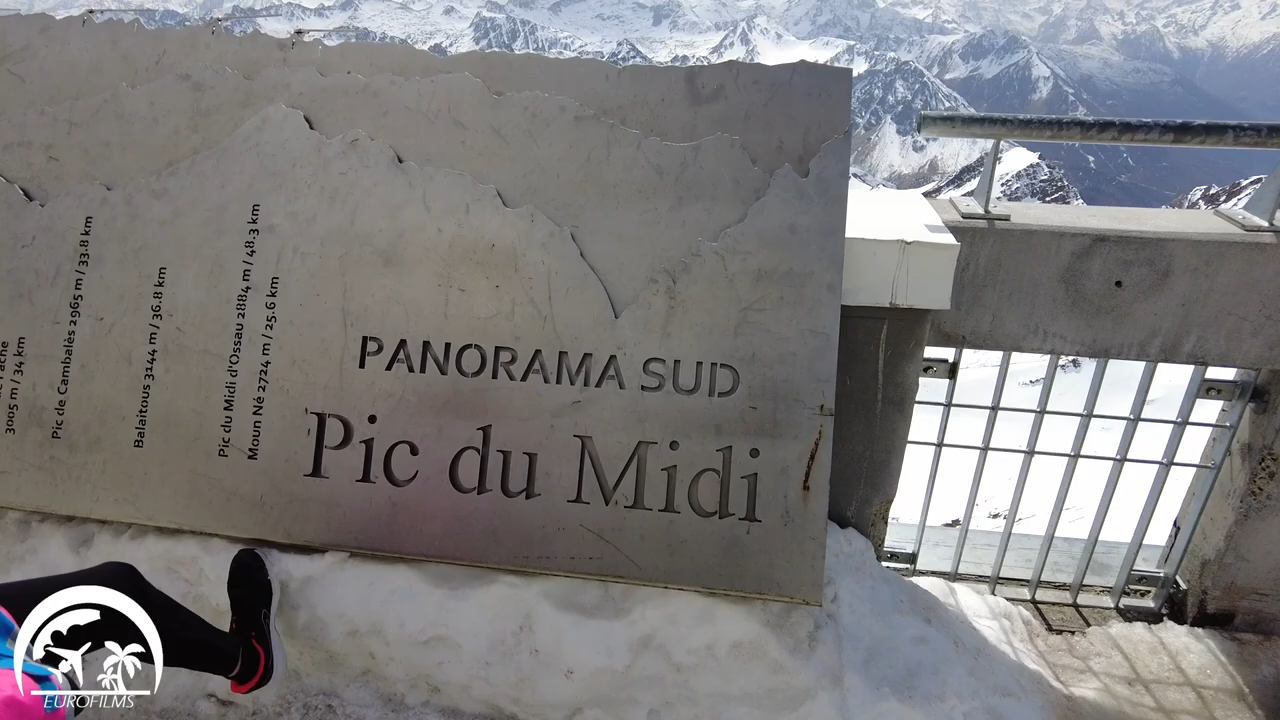 3005 m / 34 km
Pic de Cambalès 2965 m / 33.8 km
Balaitous 3144 m / 36.8 km
Pic du Midi d'Ossau 2884 m / 48.3 km
Moun Né 2724 m / 25.6 km
PANORAMA SUD
Pic du Midi
EUROFILMS